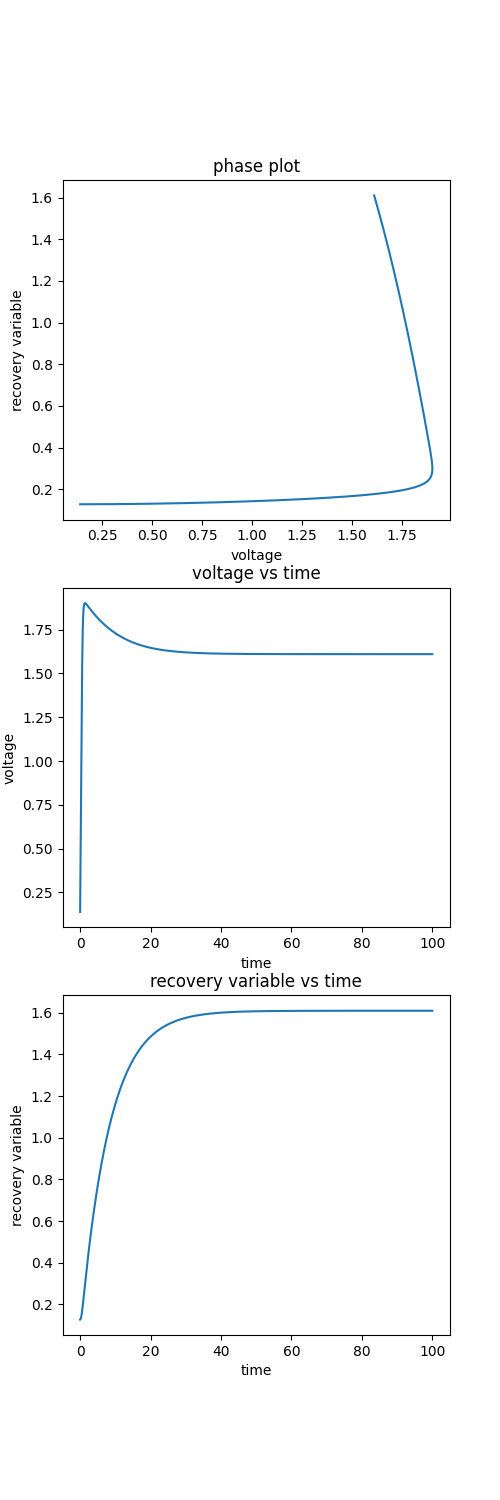 phase plot
1.6
1.4
1.2
1.0
0.8
0.6
0.4
0.2
recovery variable
0.25 0.50 0.75 1.00 1.25 1.50 1.75
voltage
voltage vs time
1.75
1.50
1.25
1.00
0.75
0.50
0.25
voltage
0 20 40 60 80 100
time
recovery variable vs time
1.6
1.4
1.2
1.0
0.8
0.6
0.4
0.2
recovery variable
0 20 40 60 80 100
time